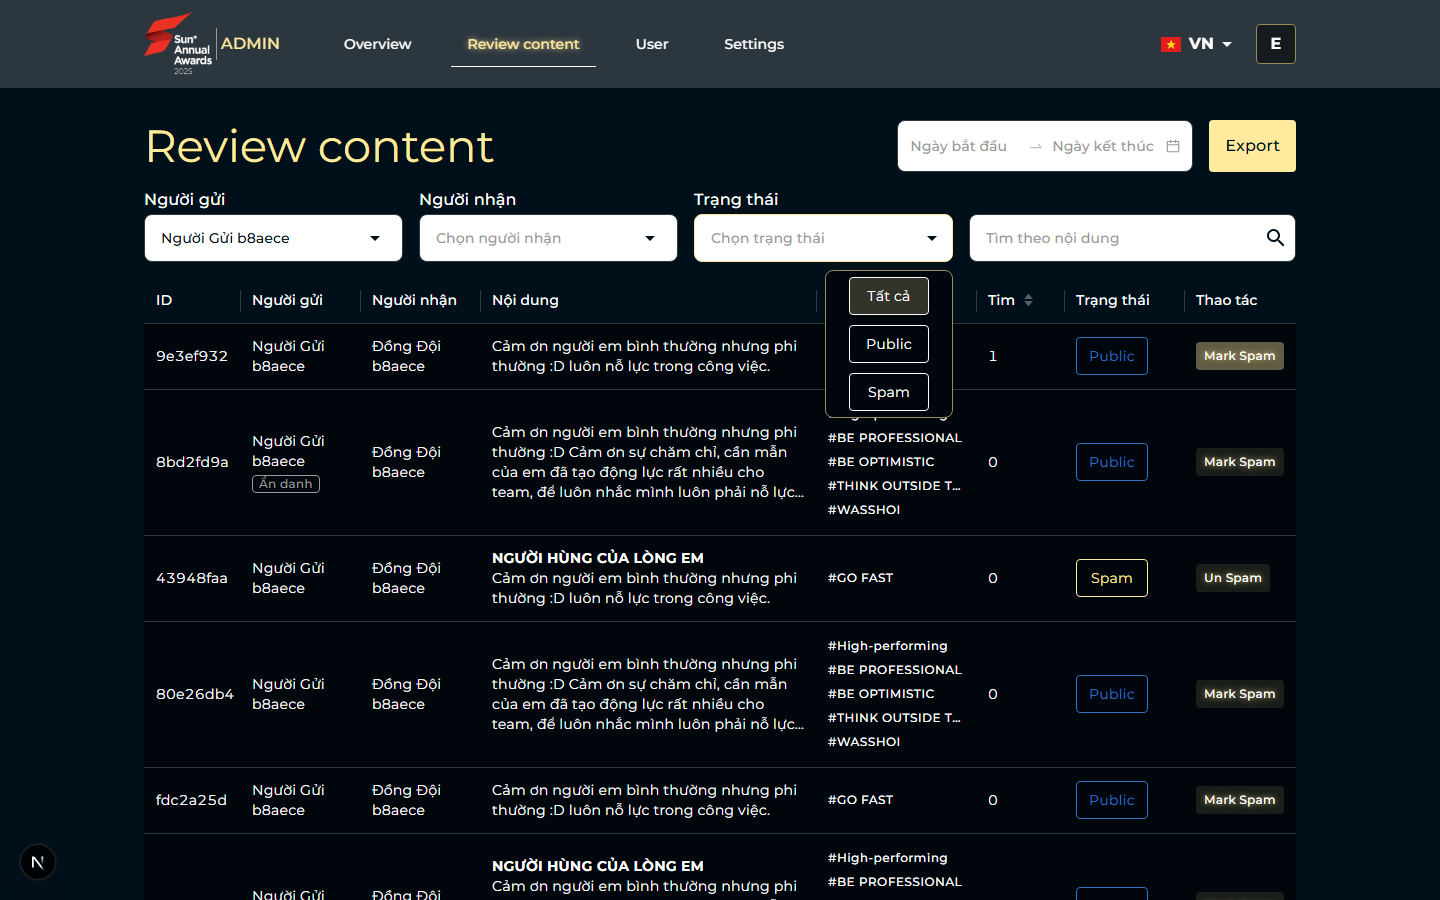 Sun* Annual Awards 2025
ADMIN
Overview
Review content
User
Settings
VN
E
Review content
Ngày bắt đầu
Ngày kết thúc
Export
Người gửi
Người nhận
Trạng thái
Người Gửi b8aece
Chọn người nhận
Chọn trạng thái
Tìm theo nội dung
Tất cả
Public
Spam
ID
Người gửi
Người nhận
Nội dung
Tim
Trạng thái
Thao tác
9e3ef932
Người Gửi
b8aece
Đồng Đội
b8aece
Cảm ơn người em bình thường nhưng phi
thường :D luôn nỗ lực trong công việc.
1
Public
Mark Spam
8bd2fd9a
Người Gửi
b8aece
Ẩn danh
Đồng Đội
b8aece
Cảm ơn người em bình thường nhưng phi
thường :D Cảm ơn sự chăm chỉ, cần mẫn
của em đã tạo động lực rất nhiều cho
team, để luôn nhắc mình luôn phải nỗ lực...
#BE PROFESSIONAL
#BE OPTIMISTIC
#THINK OUTSIDE T...
#WASSHOI
0
Public
Mark Spam
43948faa
Người Gửi
b8aece
Đồng Đội
b8aece
NGƯỜI HÙNG CỦA LÒNG EM
Cảm ơn người em bình thường nhưng phi
thường :D luôn nỗ lực trong công việc.
#GO FAST
0
Spam
Un Spam
80e26db4
Người Gửi
b8aece
Đồng Đội
b8aece
Cảm ơn người em bình thường nhưng phi
thường :D Cảm ơn sự chăm chỉ, cần mẫn
của em đã tạo động lực rất nhiều cho
team, để luôn nhắc mình luôn phải nỗ lực...
#High-performing
#BE PROFESSIONAL
#BE OPTIMISTIC
#THINK OUTSIDE T...
#WASSHOI
0
Public
Mark Spam
fdc2a25d
Người Gửi
b8aece
Đồng Đội
b8aece
Cảm ơn người em bình thường nhưng phi
thường :D luôn nỗ lực trong công việc.
#GO FAST
0
Public
Mark Spam
Người Gửi
Đồng Đội
NGƯỜI HÙNG CỦA LÒNG EM
Cảm ơn người em bình thường nhưng phi
#High-performing
#BE PROFESSIONAL
N